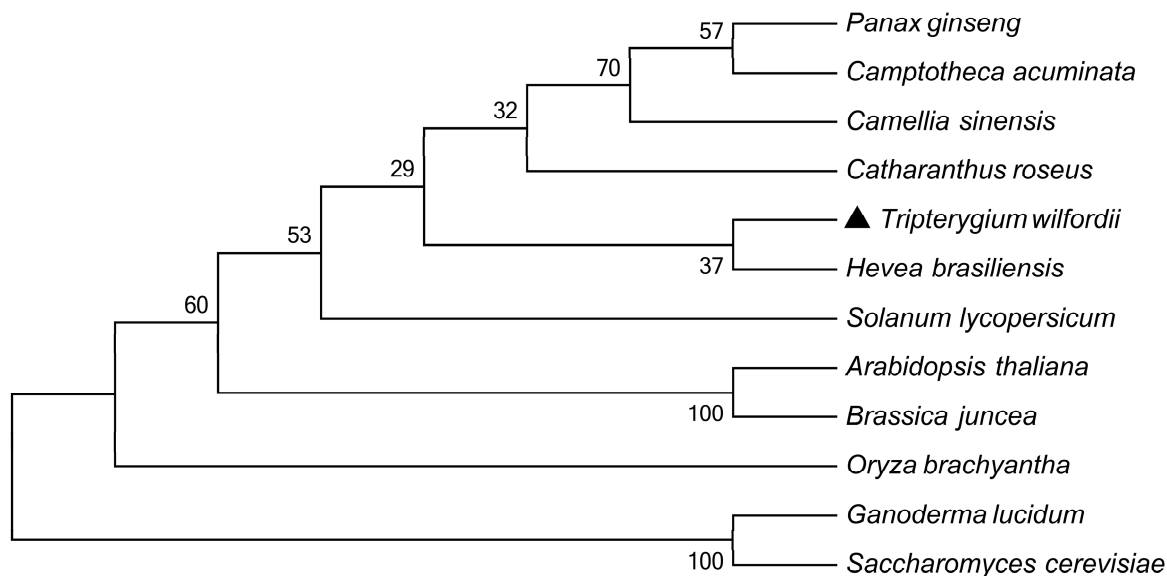 57
Panax ginseng
70
Camptotheca acuminata
32
Camellia sinensis
29
Catharanthus roseus
53
Tripterygium wilfordii
37
Hevea brasiliensis
60
Solanum lycopersicum
Arabidopsis thaliana
100
Brassica juncea
Oryza brachyantha
Ganoderma lucidum
100
Saccharomyces cerevisiae